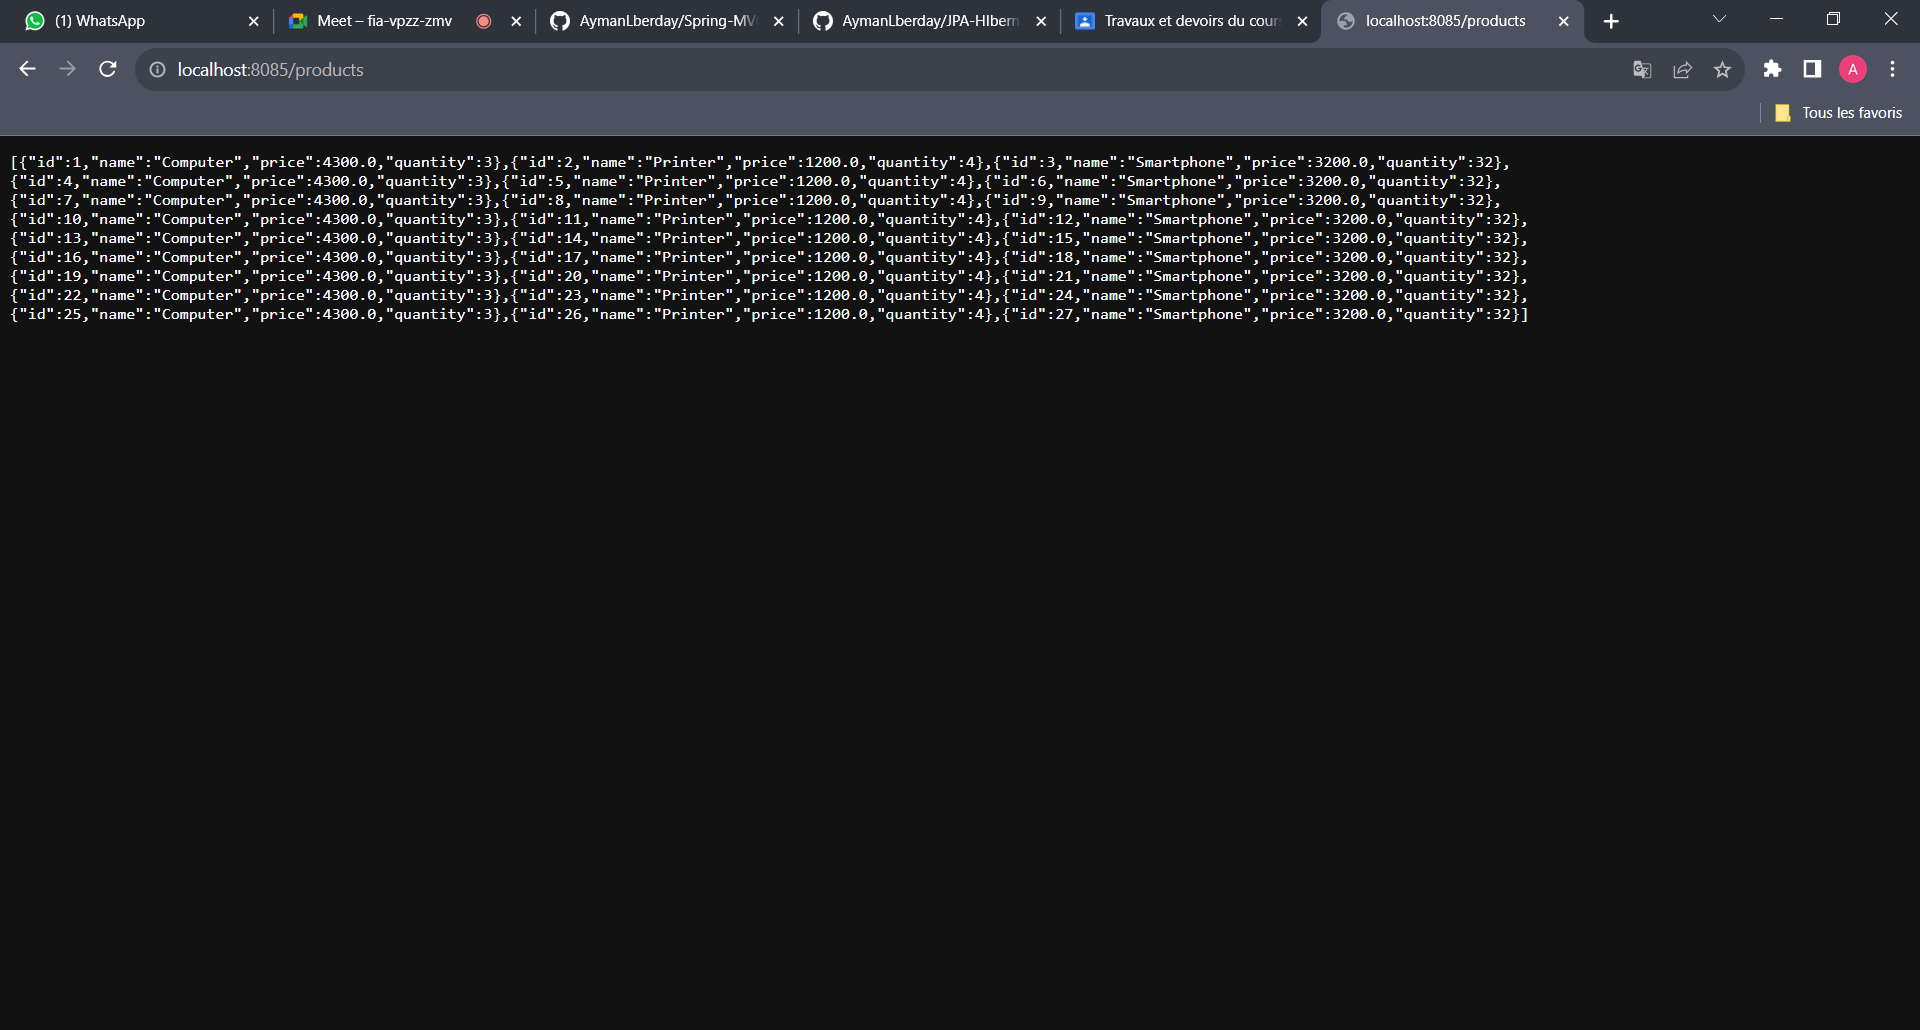 (1) WhatsApp
Meet – fia-vpzz-zmv
AymanLberday/Spring-MV
AymanLberday/JPA-HIbern
Travaux et devoirs du cour
localhost:8085/products
localhost:8085/products
A
Tous les favoris
[{"id":1,"name":"Computer","price":4300.0,"quantity":3},{"id":2,"name":"Printer","price":1200.0,"quantity":4},{"id":3,"name":"Smartphone","price":3200.0,"quantity":32},
{"id":4,"name":"Computer","price":4300.0,"quantity":3},{"id":5,"name":"Printer","price":1200.0,"quantity":4},{"id":6,"name":"Smartphone","price":3200.0,"quantity":32},
{"id":7,"name":"Computer","price":4300.0,"quantity":3},{"id":8,"name":"Printer","price":1200.0,"quantity":4},{"id":9,"name":"Smartphone","price":3200.0,"quantity":32},
{"id":10,"name":"Computer","price":4300.0,"quantity":3},{"id":11,"name":"Printer","price":1200.0,"quantity":4},{"id":12,"name":"Smartphone","price":3200.0,"quantity":32},
{"id":13,"name":"Computer","price":4300.0,"quantity":3},{"id":14,"name":"Printer","price":1200.0,"quantity":4},{"id":15,"name":"Smartphone","price":3200.0,"quantity":32},
{"id":16,"name":"Computer","price":4300.0,"quantity":3},{"id":17,"name":"Printer","price":1200.0,"quantity":4},{"id":18,"name":"Smartphone","price":3200.0,"quantity":32},
{"id":19,"name":"Computer","price":4300.0,"quantity":3},{"id":20,"name":"Printer","price":1200.0,"quantity":4},{"id":21,"name":"Smartphone","price":3200.0,"quantity":32},
{"id":22,"name":"Computer","price":4300.0,"quantity":3},{"id":23,"name":"Printer","price":1200.0,"quantity":4},{"id":24,"name":"Smartphone","price":3200.0,"quantity":32},
{"id":25,"name":"Computer","price":4300.0,"quantity":3},{"id":26,"name":"Printer","price":1200.0,"quantity":4},{"id":27,"name":"Smartphone","price":3200.0,"quantity":32}]